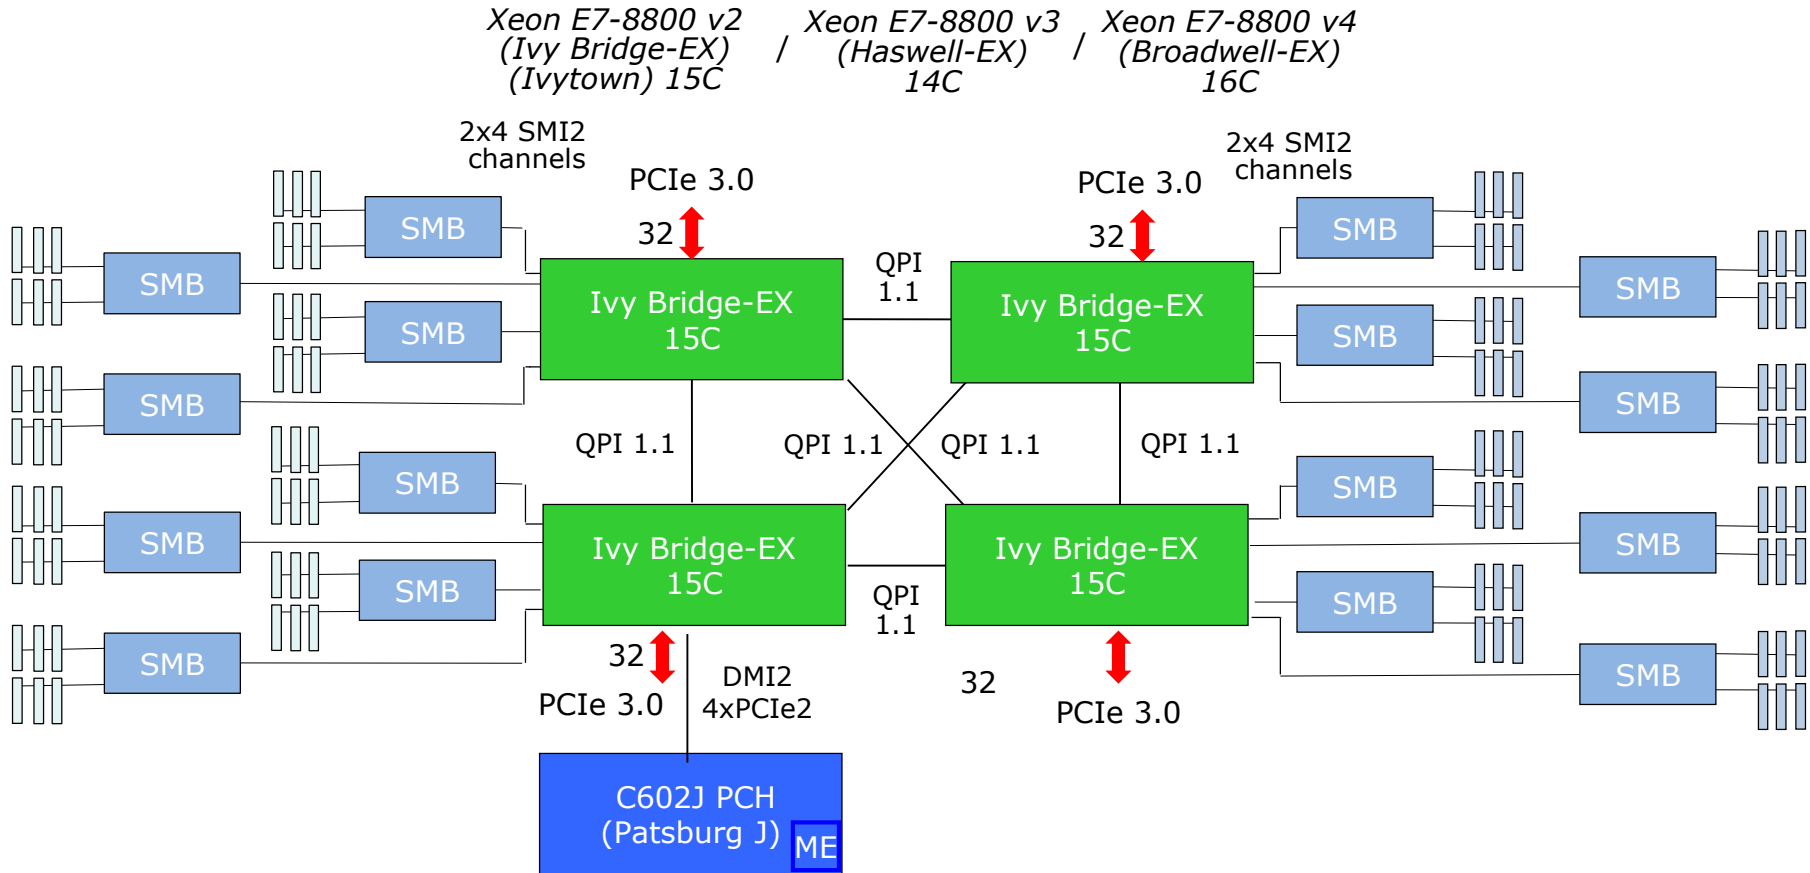 Xeon E7-8800 v2
(Ivy Bridge-EX)
(Ivytown) 15C
/
Xeon E7-8800 v3
(Haswell-EX)
14C
/
Xeon E7-8800 v4
(Broadwell-EX)
16C
2x4 SMI2
channels
2x4 SMI2
channels
PCIe 3.0
PCIe 3.0
32
32
SMB
SMB
SMB
SMB
QPI
1.1
Ivy Bridge-EX
15C
Ivy Bridge-EX
15C
SMB
SMB
SMB
SMB
QPI 1.1
QPI 1.1
QPI 1.1
QPI 1.1
SMB
SMB
SMB
SMB
Ivy Bridge-EX
15C
Ivy Bridge-EX
15C
SMB
SMB
QPI
1.1
SMB
SMB
32
PCIe 3.0
DMI2
4xPCIe2
32
PCIe 3.0
C602J PCH
(Patsburg J)
ME